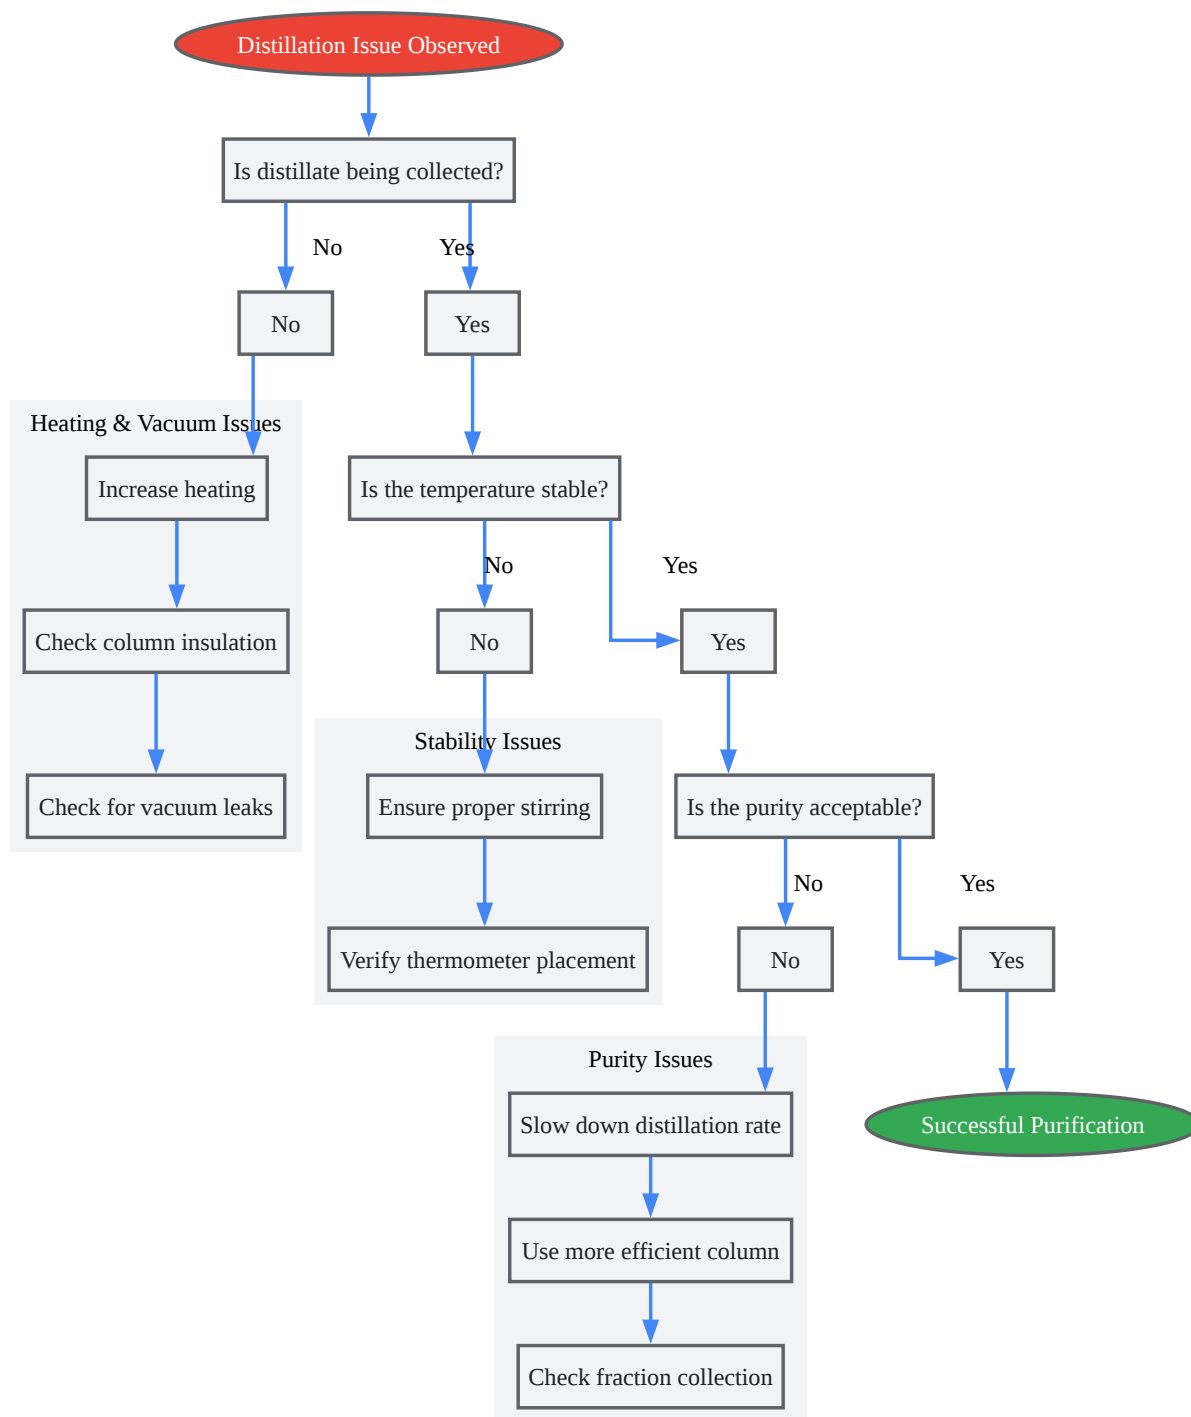 Distillation Issue Observed
Is distillate being collected?
No
Yes
No
Yes
Heating & Vacuum Issues
Increase heating
Is the temperature stable?
No
Yes
Check column insulation
No
Yes
Stability Issues
Check for vacuum leaks
Ensure proper stirring
Is the purity acceptable?
No
Yes
Verify thermometer placement
No
Yes
Purity Issues
Slow down distillation rate
Successful Purification
Use more efficient column
Check fraction collection